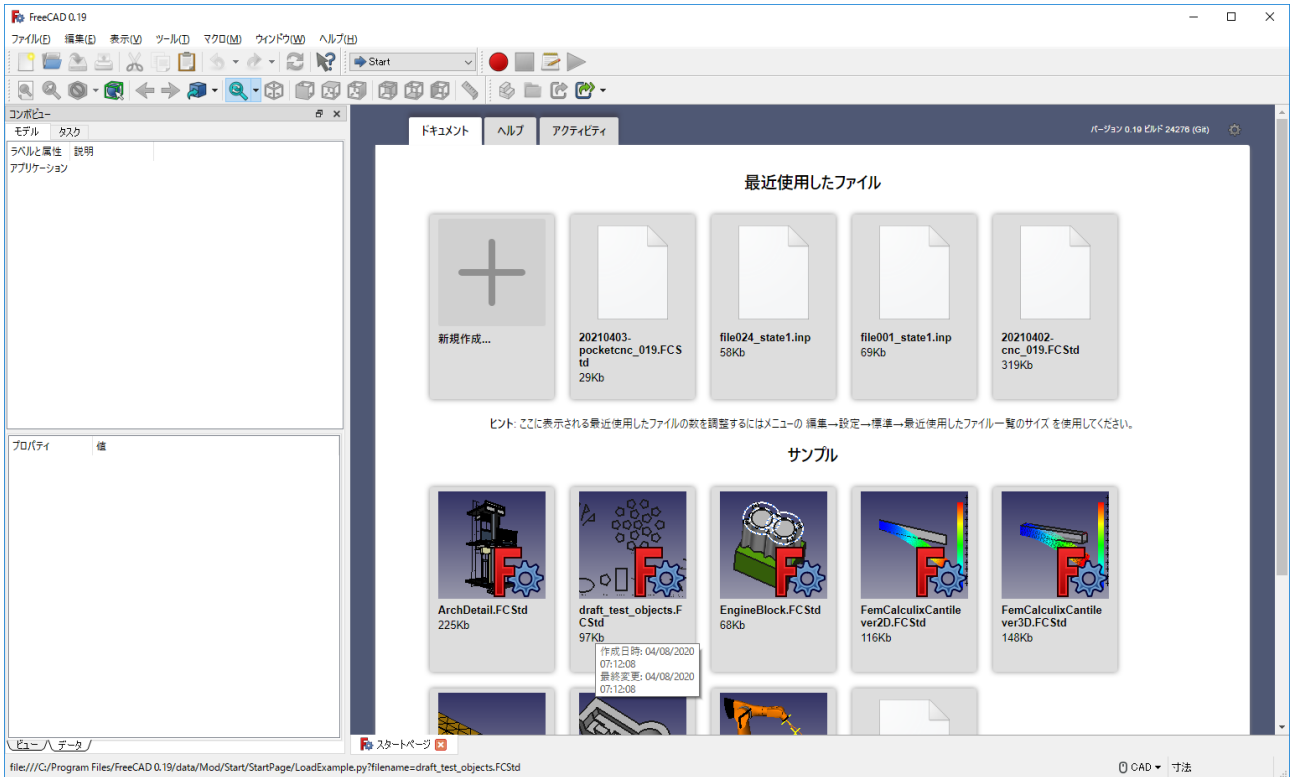 FreeCAD 0.19
ファイル(F) 編集(E) 表示(V) ツール(T) マクロ(M) ウィンドウ(W) ヘルプ(H)
Start
コンボビュー
モデル タスク
ラベルと属性 説明
アプリケーション
プロパティ 値
ビュー データ
ドキュメント ヘルプ アクティビティ
バージョン 0.19 ビルド 24276 (Git)
最近使用したファイル
新規作成...
20210403-
pocketcnc_019.FCS
td
29Kb
file024_state1.inp
58Kb
file001_state1.inp
69Kb
20210402-
cnc_019.FCStd
319Kb
ヒント: ここに表示される最近使用したファイルの数を調整するにはメニューの 編集→設定→標準→最近使用したファイル一覧のサイズ を使用してください。
サンプル
ArchDetail.FCStd
225Kb
draft_test_objects.F
CStd
97Kb
EngineBlock.FCStd
68Kb
FemCalculixCantile
ver2D.FCStd
116Kb
FemCalculixCantile
ver3D.FCStd
148Kb
作成日時: 04/08/2020
07:12:08
最終変更: 04/08/2020
07:12:08
スタートページ
file:///C:/Program Files/FreeCAD 0.19/data/Mod/Start/StartPage/LoadExample.py?filename=draft_test_objects.FCStd
CAD 寸法